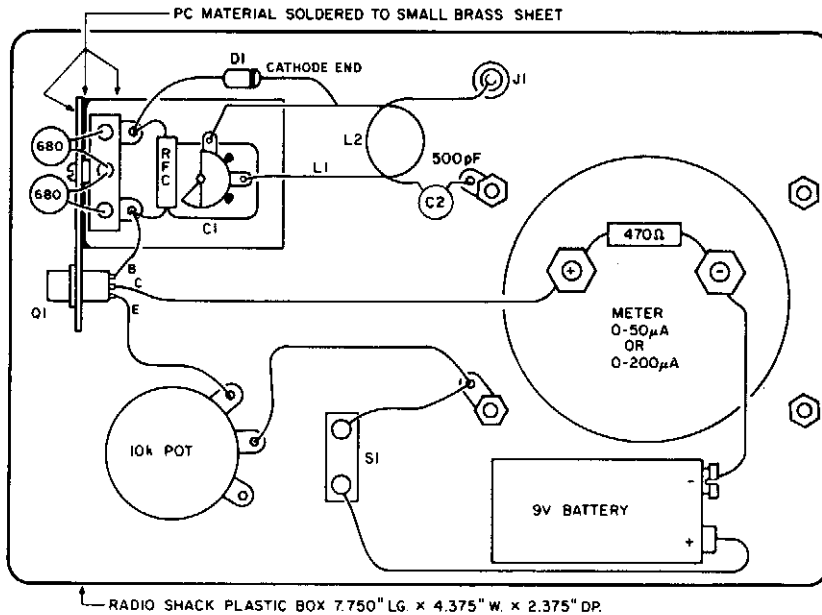 PC MATERIAL SOLDERED TO SMALL BRASS SHEET
D1
CATHODE END
J1
L2
680
RFC
500pF
L1
680
C2
C1
470Ω
B
C
+
-
Q1
E
METER
0-50µA
OR
0-200µA
10k POT
S1
-
9V BATTERY
+
RADIO SHACK PLASTIC BOX 7.750" LG. × 4.375" W. × 2.375" DP.